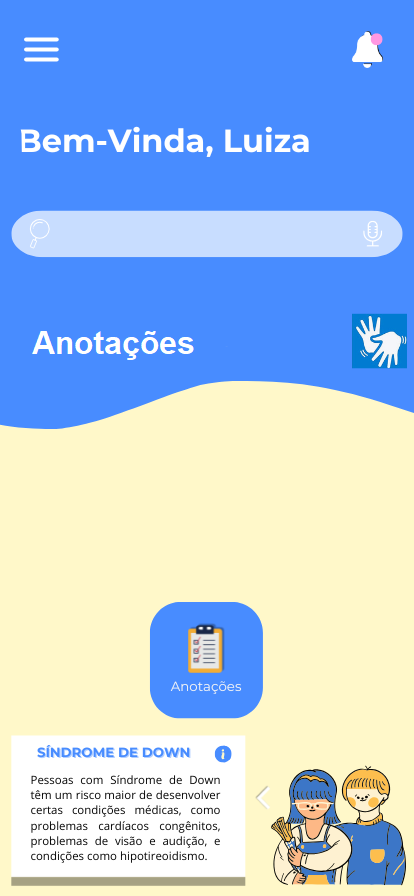 Bem-Vinda, Luiza
Anotações
Anotações
SÍNDROME DE DOWN
Pessoas com Síndrome de Down
têm um risco maior de desenvolver
certas condições médicas, como
problemas cardíacos congênitos,
problemas de visão e audição, e
condições como hipotireoidismo.